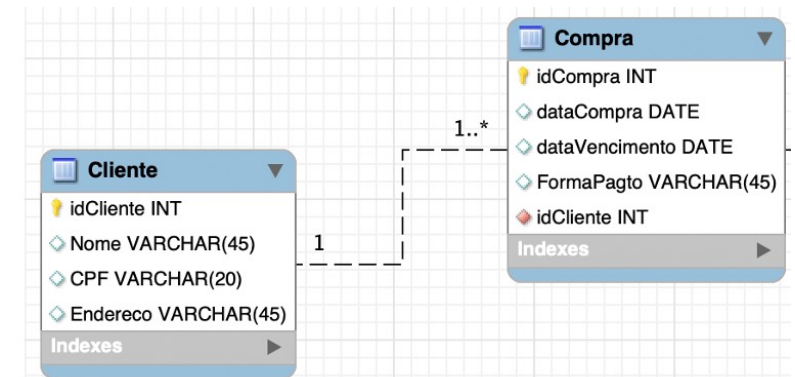 Compra
idCompra INT
dataCompra DATE
dataVencimento DATE
FormaPagto VARCHAR(45)
idCliente INT
Indexes
1..*
Cliente
idCliente INT
Nome VARCHAR(45)
CPF VARCHAR(20)
Endereco VARCHAR(45)
Indexes
1